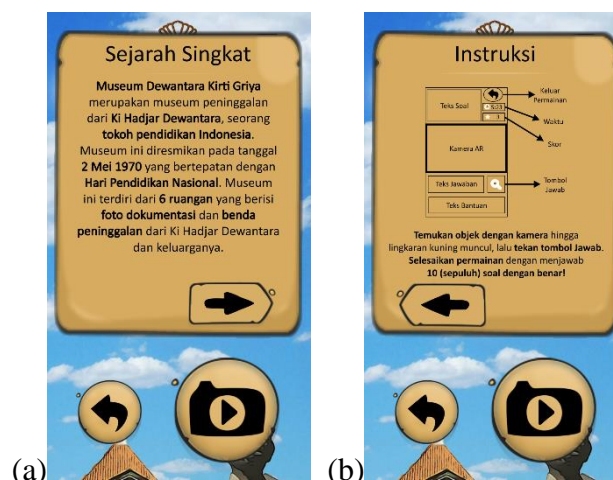 Sejarah Singkat
Museum Dewantara Kirti Griya
merupakan museum peninggalan
dari Ki Hadjar Dewantara, seorang
tokoh pendidikan Indonesia.
Museum ini diresmikan pada tanggal
2 Mei 1970 yang bertepatan dengan
Hari Pendidikan Nasional. Museum
ini terdiri dari 6 ruangan yang berisi
foto dokumentasi dan benda
peninggalan dari Ki Hadjar Dewantara
dan keluarganya.
(a)
Instruksi
Teks Soal
Keluar
Permainan
Waktu
Skor
Kamera AR
Teks Jawaban
Tombol
Jawab
Teks Bantuan
Temukan objek dengan kamera hingga
lingkaran kuning muncul, lalu tekan tombol Jawab.
Selesaikan permainan dengan menjawab
10 (sepuluh) soal dengan benar!
(b)